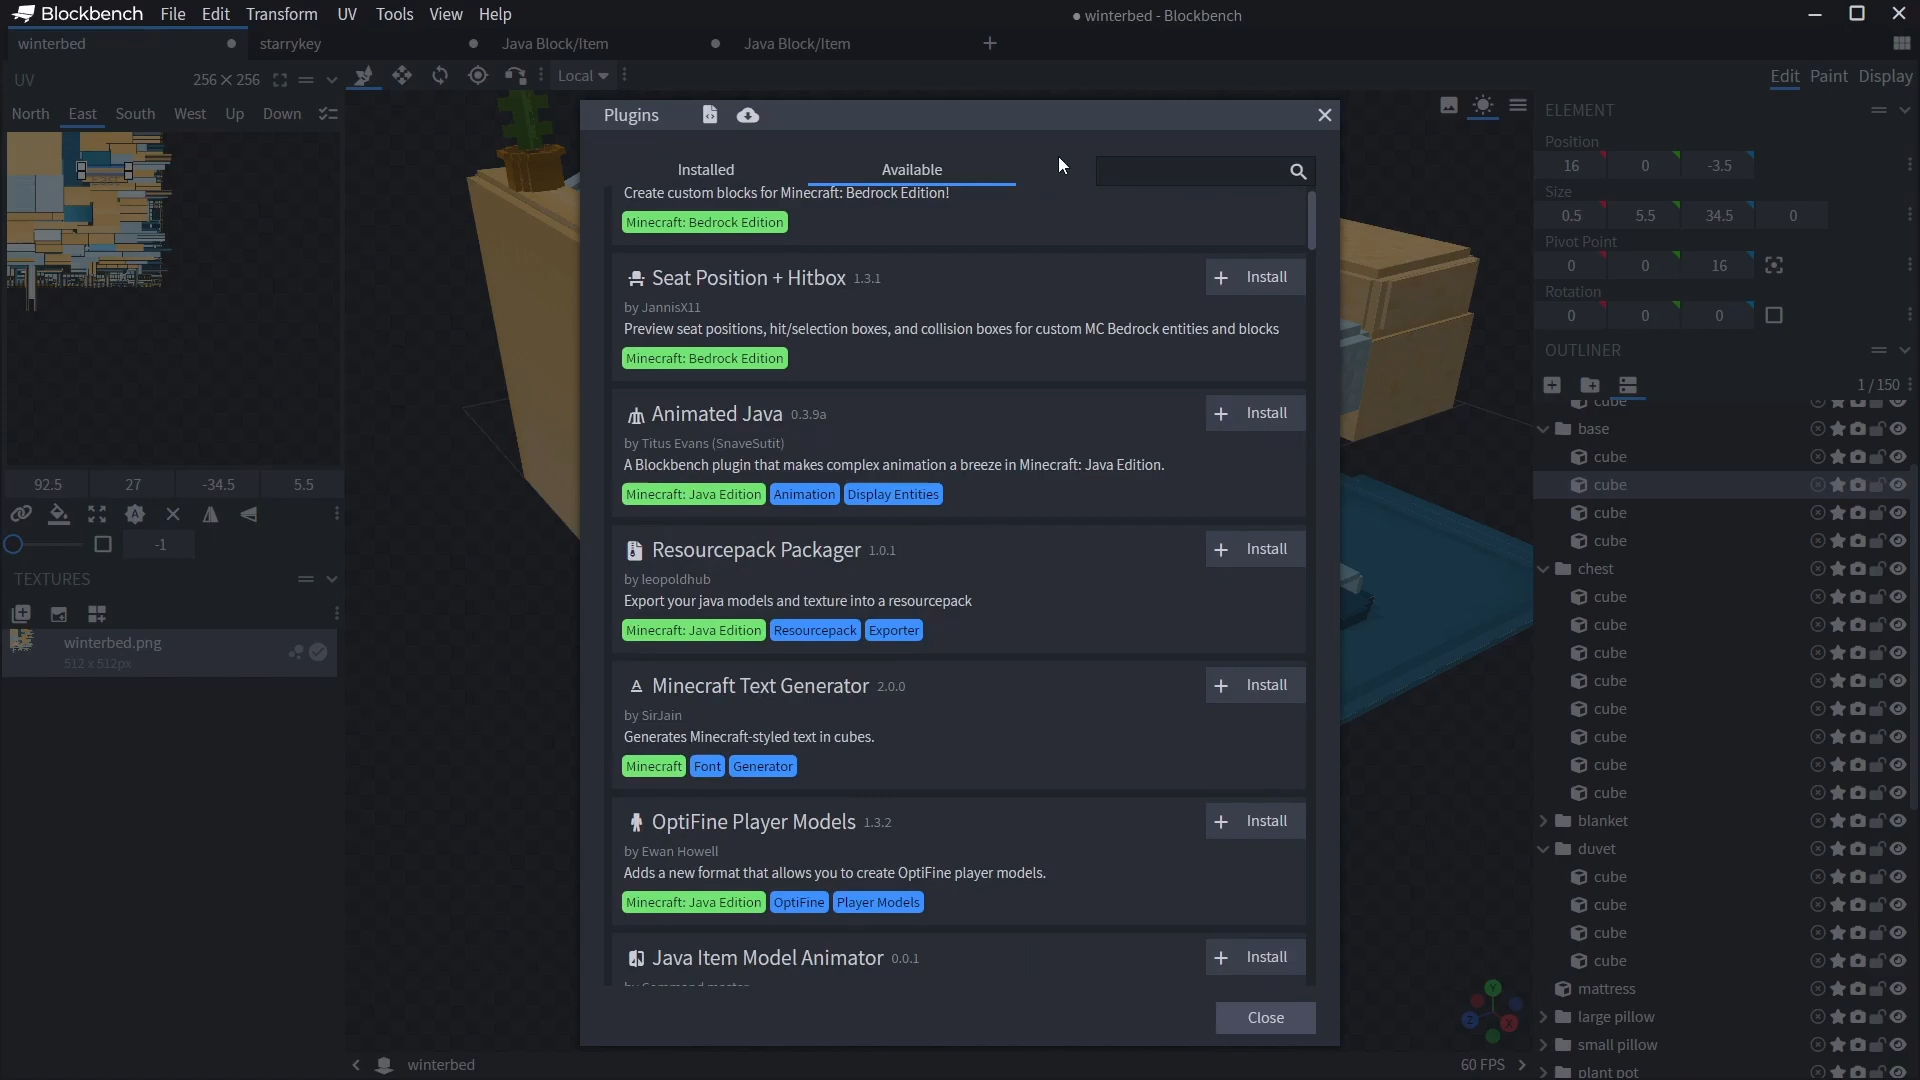 Blockbench File Edit Transform UV Tools View Help
winterbed - Blockbench
winterbed
starrykey
Java Block/Item
Java Block/Item
UV
256 × 256
Local
Edit
Paint
Display
North
East
South
West
Up
Down
92.5
27
-34.5
5.5
-1
TEXTURES
winterbed.png
512 x 512px
Plugins
Installed
Available
Create custom blocks for Minecraft: Bedrock Edition!
Minecraft: Bedrock Edition
Seat Position + Hitbox 1.3.1
Install
by JannisX11
Preview seat positions, hit/selection boxes, and collision boxes for custom MC Bedrock entities and blocks
Minecraft: Bedrock Edition
Animated Java 0.3.9a
Install
by Titus Evans (SnaveSutit)
A Blockbench plugin that makes complex animation a breeze in Minecraft: Java Edition.
Minecraft: Java Edition Animation Display Entities
Resourcepack Packager 1.0.1
Install
by leopoldhub
Export your java models and texture into a resourcepack
Minecraft: Java Edition Resourcepack Exporter
Minecraft Text Generator 2.0.0
Install
by SirJain
Generates Minecraft-styled text in cubes.
Minecraft Font Generator
OptiFine Player Models 1.3.2
Install
by Ewan Howell
Adds a new format that allows you to create OptiFine player models.
Minecraft: Java Edition OptiFine Player Models
Java Item Model Animator 0.0.1
Install
Close
ELEMENT
Position
16 0 -3.5
Size
0.5 5.5 34.5 0
Pivot Point
0 0 16
Rotation
0 0 0
OUTLINER
1 / 150
cube
base
cube
cube
cube
cube
chest
cube
cube
cube
cube
cube
cube
cube
cube
blanket
duvet
cube
cube
cube
cube
mattress
large pillow
small pillow
plant pot
Y
Z
X
winterbed
60 FPS